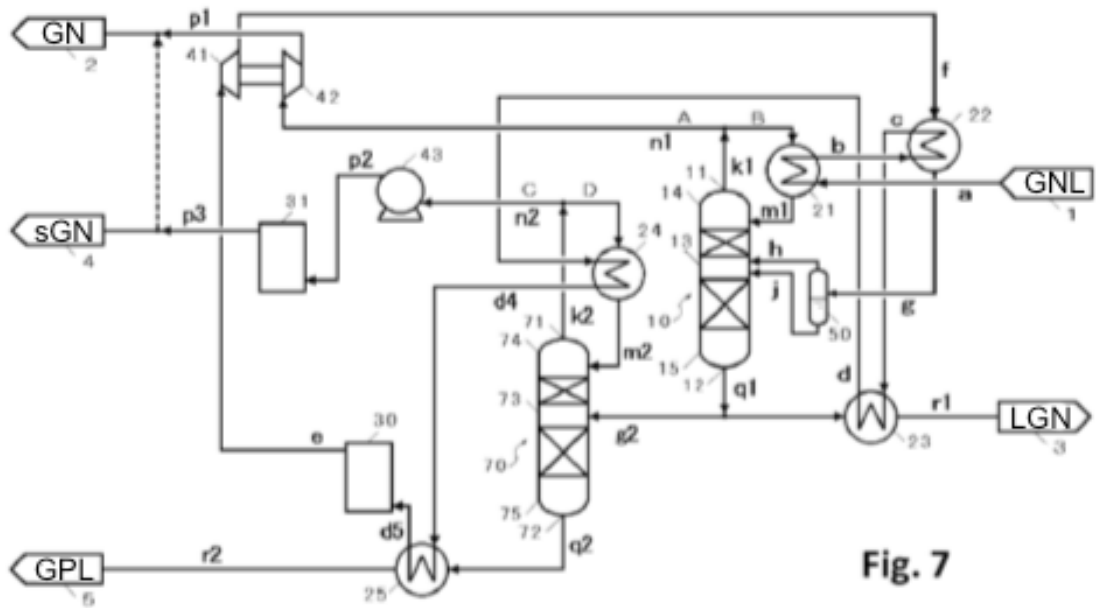 GN
p1
41
2
42
f
A
B
c
22
n1
b
p2
43
11
k1
GNL
14
a
C
D
m1
21
1
p3
31
n2
sGN
24
13
h
4
j
d4
g
k2
10
50
71
74
m2
15
12
d
q1
73
r1
30
g2
LGN
e
70
23
3
75
72
d5
q2
r2
GPL
25
5
Fig. 7